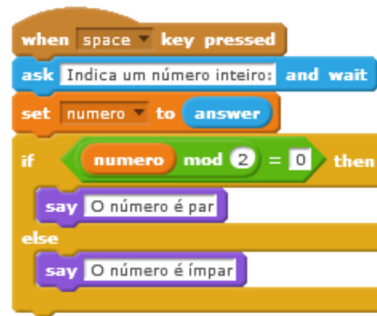 when space key pressed
ask Indica um número inteiro: and wait
set numero to answer
if numero mod 2 = 0 then
say O número é par
else
say O número é ímpar